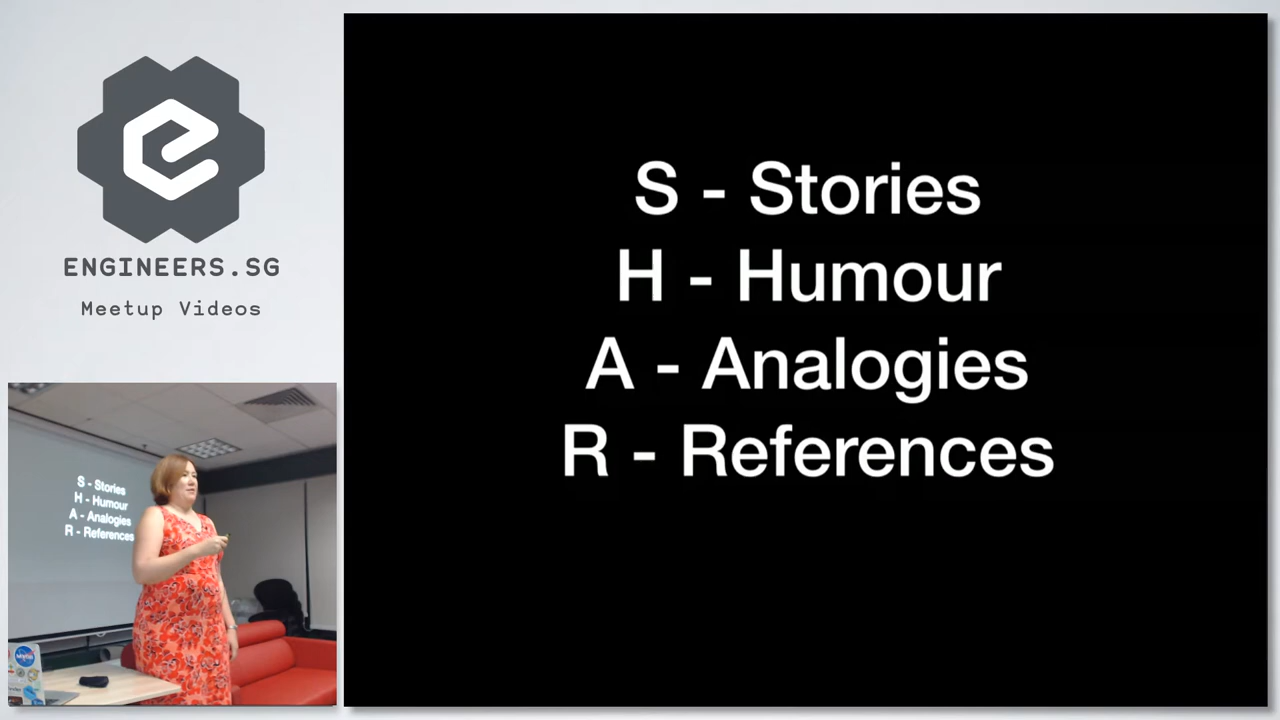 ENGINEERS.SG
Meetup Videos
S - Stories
H - Humour
A - Analogies
R - References
S - Stories
H - Humour
A - Analogies
R - References